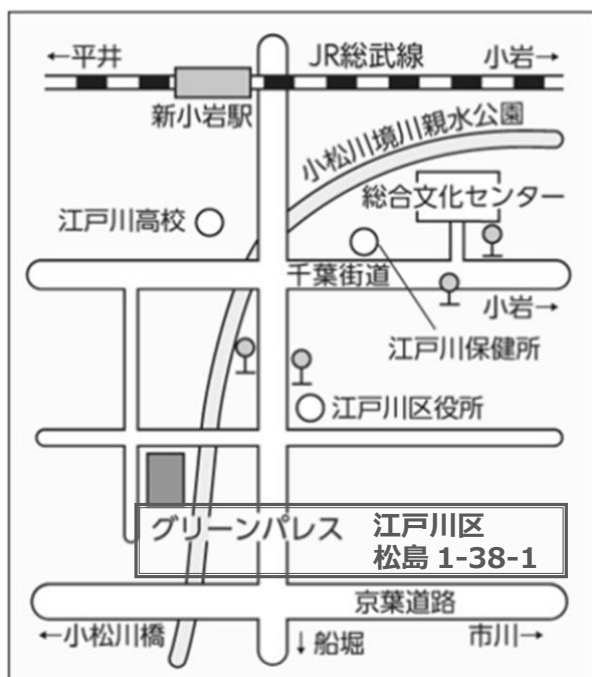 ←平井
JR総武線
小岩→
新小岩駅
小松川境川親水公園
総合文化センター
江戸川高校
千葉街道
小岩→
江戸川保健所
江戸川区役所
グリーンパレス
江戸川区
松島 1-38-1
京葉道路
←小松川橋
↓船堀
市川→